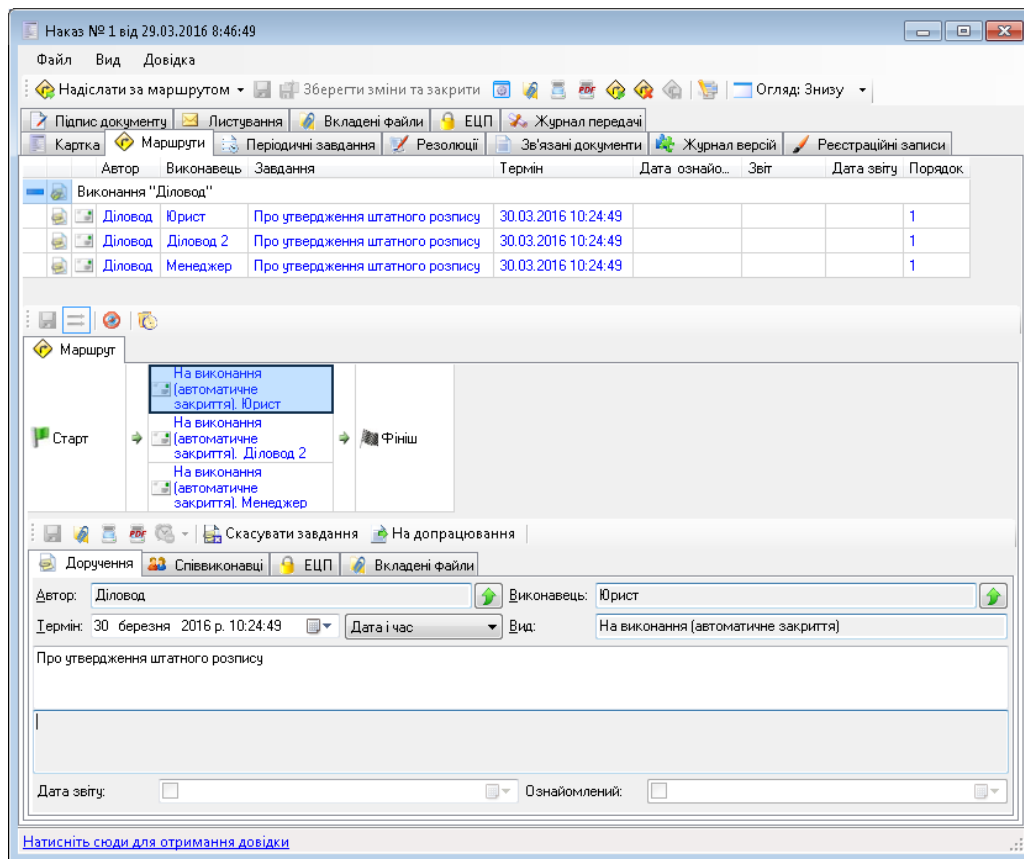 Наказ № 1 від 29.03.2016 8:46:49
Файл Вид Довідка
Надіслати за маршрутом Зберегти зміни та закрити PDF Огляд: Знизу
Підпис документу Листування Вкладені файли ЕЦП Журнал передачі
Картка Маршрути Періодичні завдання Резолюції Зв'язані документи Журнал версій Реєстраційні записи
Автор Виконавець Завдання Термін Дата ознайо... Звіт Дата звіту Порядок
Виконання "Діловод"
Діловод Юрист Про утвердження штатного розпису 30.03.2016 10:24:49 1
Діловод Діловод 2 Про утвердження штатного розпису 30.03.2016 10:24:49 1
Діловод Менеджер Про утвердження штатного розпису 30.03.2016 10:24:49 1
Маршрут
На виконання
(автоматичне
закриття). Юрист
На виконання
Старт (автоматичне Фініш
закриття). Діловод 2
На виконання
(автоматичне
закриття). Менеджер
PDF Скасувати завдання На допрацювання
Доручення Співвиконавці ЕЦП Вкладені файли
Автор: Діловод Виконавець: Юрист
Термін: 30 березня 2016 р. 10:24:49 Дата і час Вид: На виконання (автоматичне закриття)
Про утвердження штатного розпису
Дата звіту: Ознайомлений:
Натисніть сюди для отримання довідки